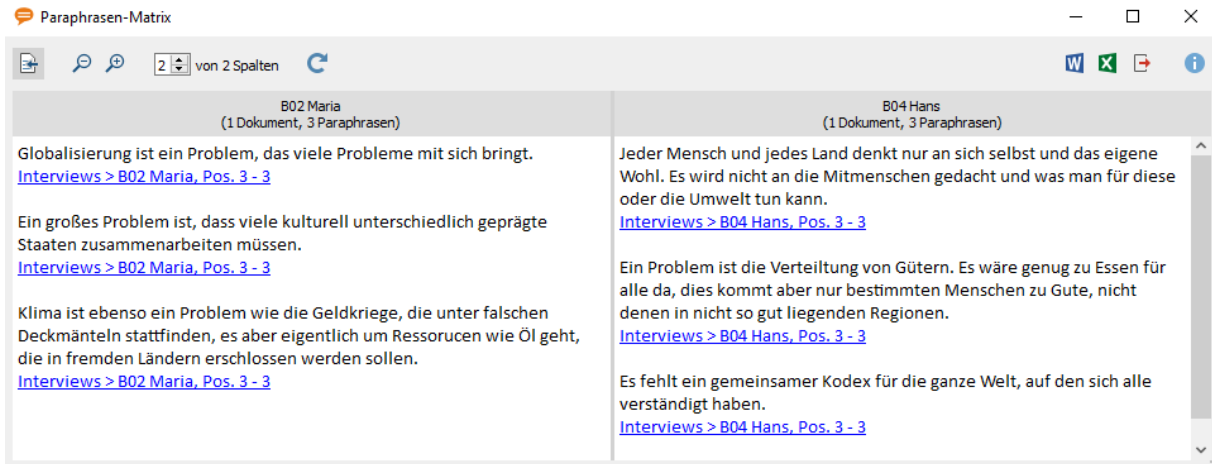 Paraphrasen-Matrix
2 von 2 Spalten
B02 Maria
(1 Dokument, 3 Paraphrasen)
Globalisierung ist ein Problem, das viele Probleme mit sich bringt.
Interviews > B02 Maria, Pos. 3 - 3
Ein großes Problem ist, dass viele kulturell unterschiedlich geprägte
Staaten zusammenarbeiten müssen.
Interviews > B02 Maria, Pos. 3 - 3
Klima ist ebenso ein Problem wie die Geldkriege, die unter falschen
Deckmänteln stattfinden, es aber eigentlich um Ressorucen wie Öl geht,
die in fremden Ländern erschlossen werden sollen.
Interviews > B02 Maria, Pos. 3 - 3
B04 Hans
(1 Dokument, 3 Paraphrasen)
Jeder Mensch und jedes Land denkt nur an sich selbst und das eigene
Wohl. Es wird nicht an die Mitmenschen gedacht und was man für diese
oder die Umwelt tun kann.
Interviews > B04 Hans, Pos. 3 - 3
Ein Problem ist die Verteiltung von Gütern. Es wäre genug zu Essen für
alle da, dies kommt aber nur bestimmten Menschen zu Gute, nicht
denen in nicht so gut liegenden Regionen.
Interviews > B04 Hans, Pos. 3 - 3
Es fehlt ein gemeinsamer Kodex für die ganze Welt, auf den sich alle
verständigt haben.
Interviews > B04 Hans, Pos. 3 - 3